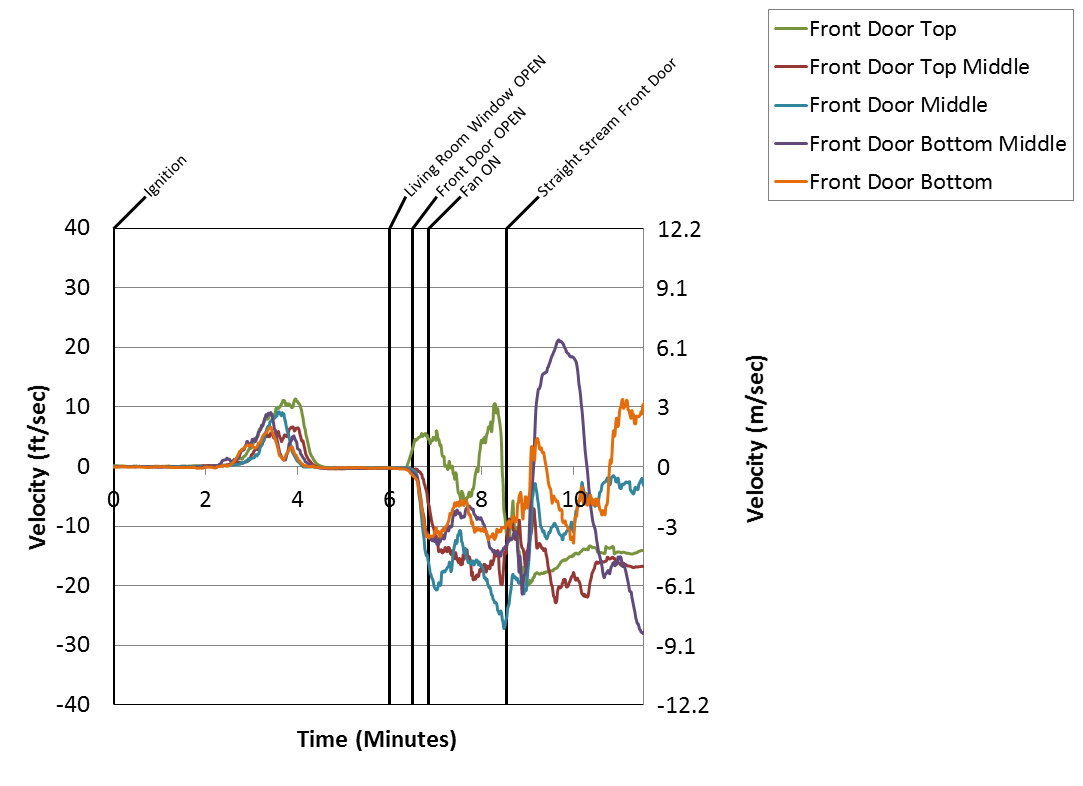 Front Door Top
Front Door Top Middle
Front Door Middle
Front Door Bottom Middle
Front Door Bottom
Ignition
Living Room Window OPEN
Front Door OPEN
Fan ON
Straight Stream Front Door
Velocity (ft/sec)
40
30
20
10
0
-10
-20
-30
-40
0
2
4
6
8
10
12.2
9.1
6.1
3
0
-3
-6.1
-9.1
-12.2
Velocity (m/sec)
Time (Minutes)